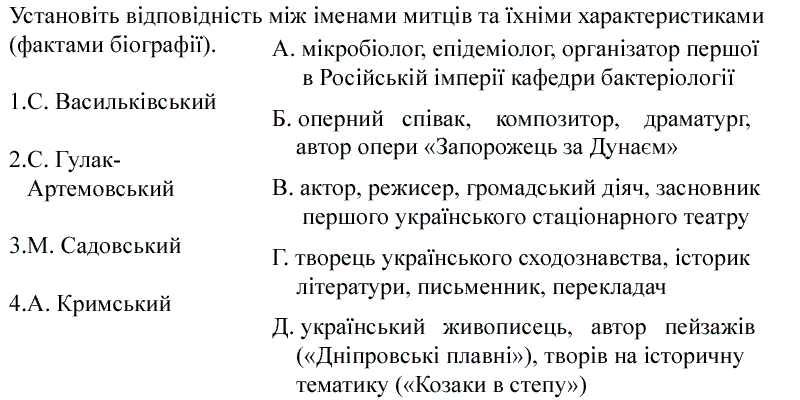 Установіть відповідність між іменами митців та їхніми характеристиками
(фактами біографії).
1.С. Васильківський
2.С. Гулак-
Артемовський
3.М. Садовський
4.А. Кримський
А. мікробіолог, епідеміолог, організатор першої
в Російській імперії кафедри бактеріології
Б. оперний співак, композитор, драматург,
автор опери «Запорожець за Дунаєм»
В. актор, режисер, громадський діяч, засновник
першого українського стаціонарного театру
Г. творець українського сходознавства, історик
літератури, письменник, перекладач
Д. український живописець, автор пейзажів
(«Дніпровські плавні»), творів на історичну
тематику («Козаки в степу»)